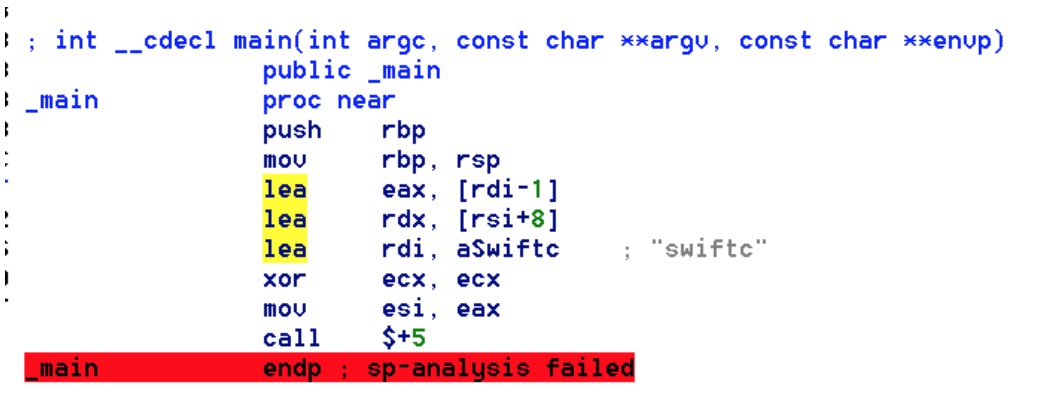 ; int __cdecl main(int argc, const char **argv, const char **envp)
public _main
_main proc near
push rbp
mov rbp, rsp
lea eax, [rdi-1]
lea rdx, [rsi+8]
lea rdi, aSwiftc ; "swiftc"
xor ecx, ecx
mov esi, eax
call $+5
_main endp ; sp-analysis failed